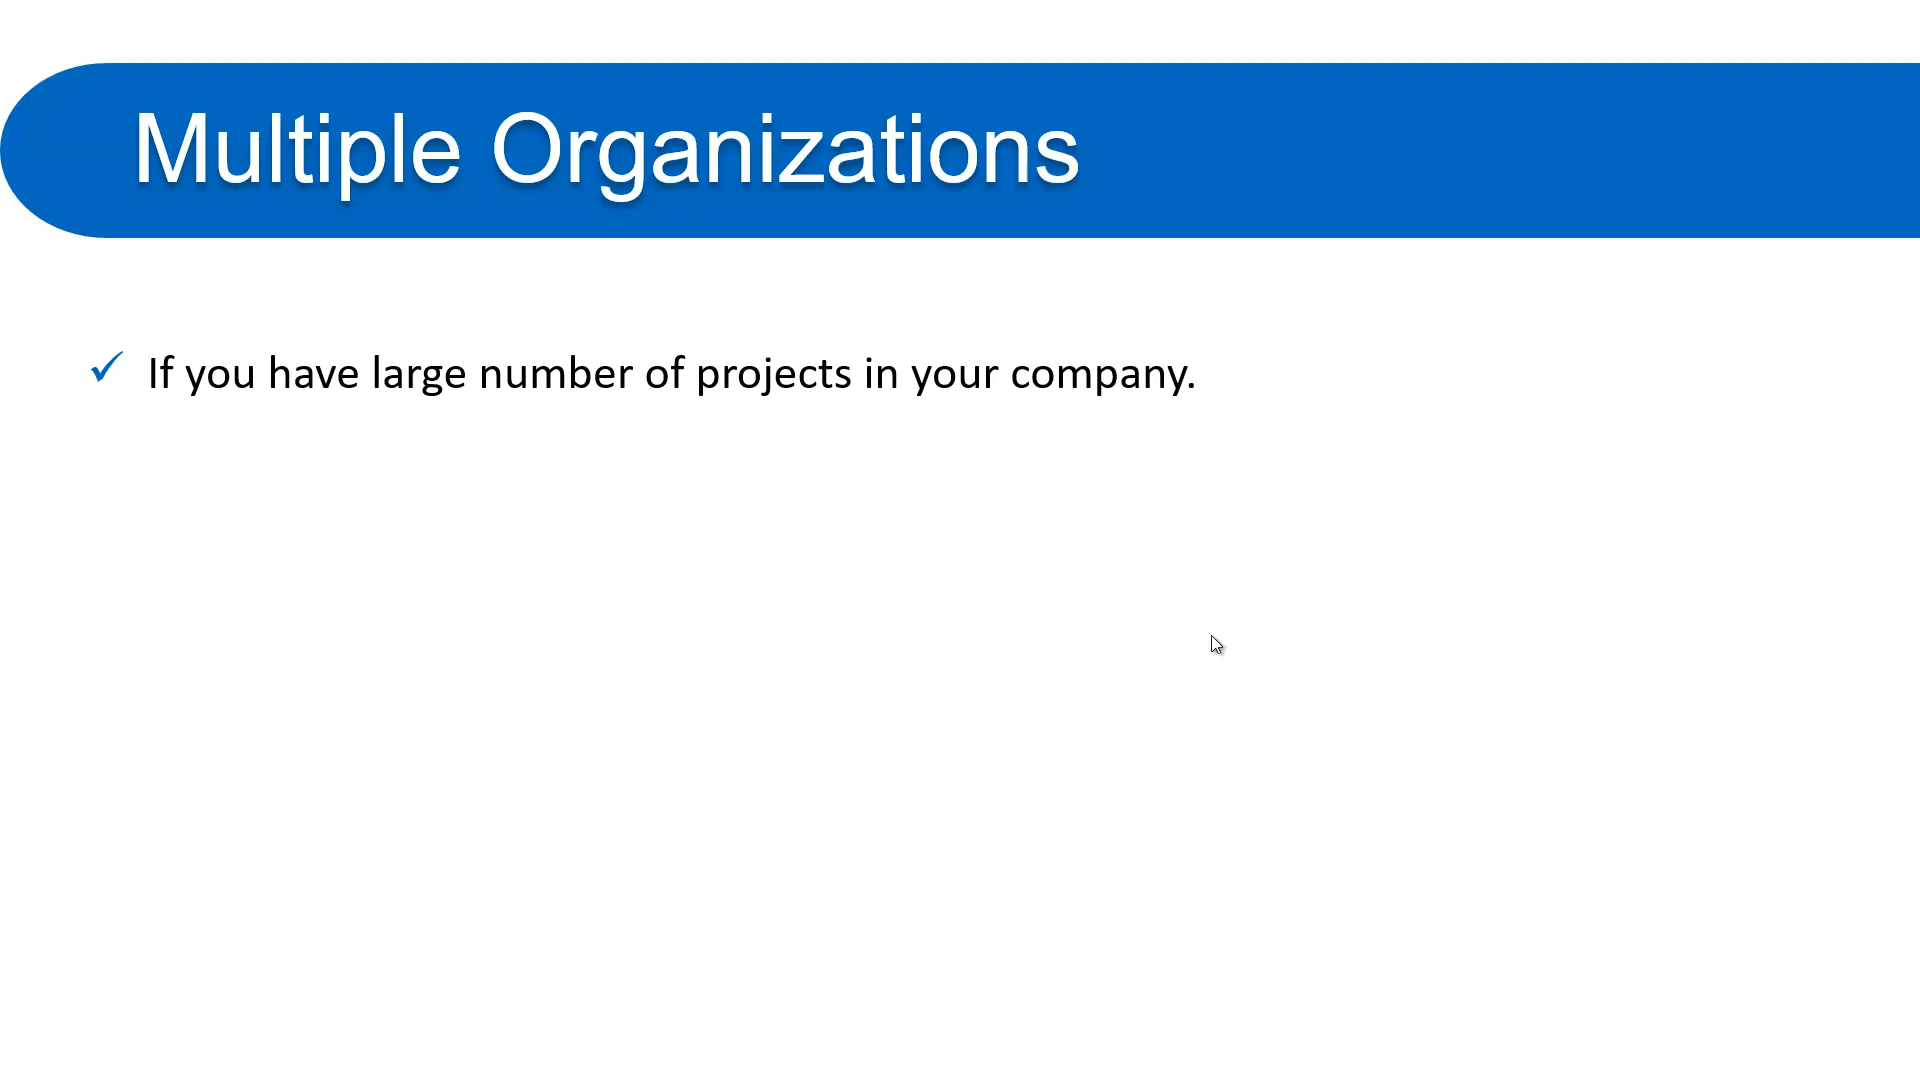 Multiple Organizations
If you have large number of projects in your company.